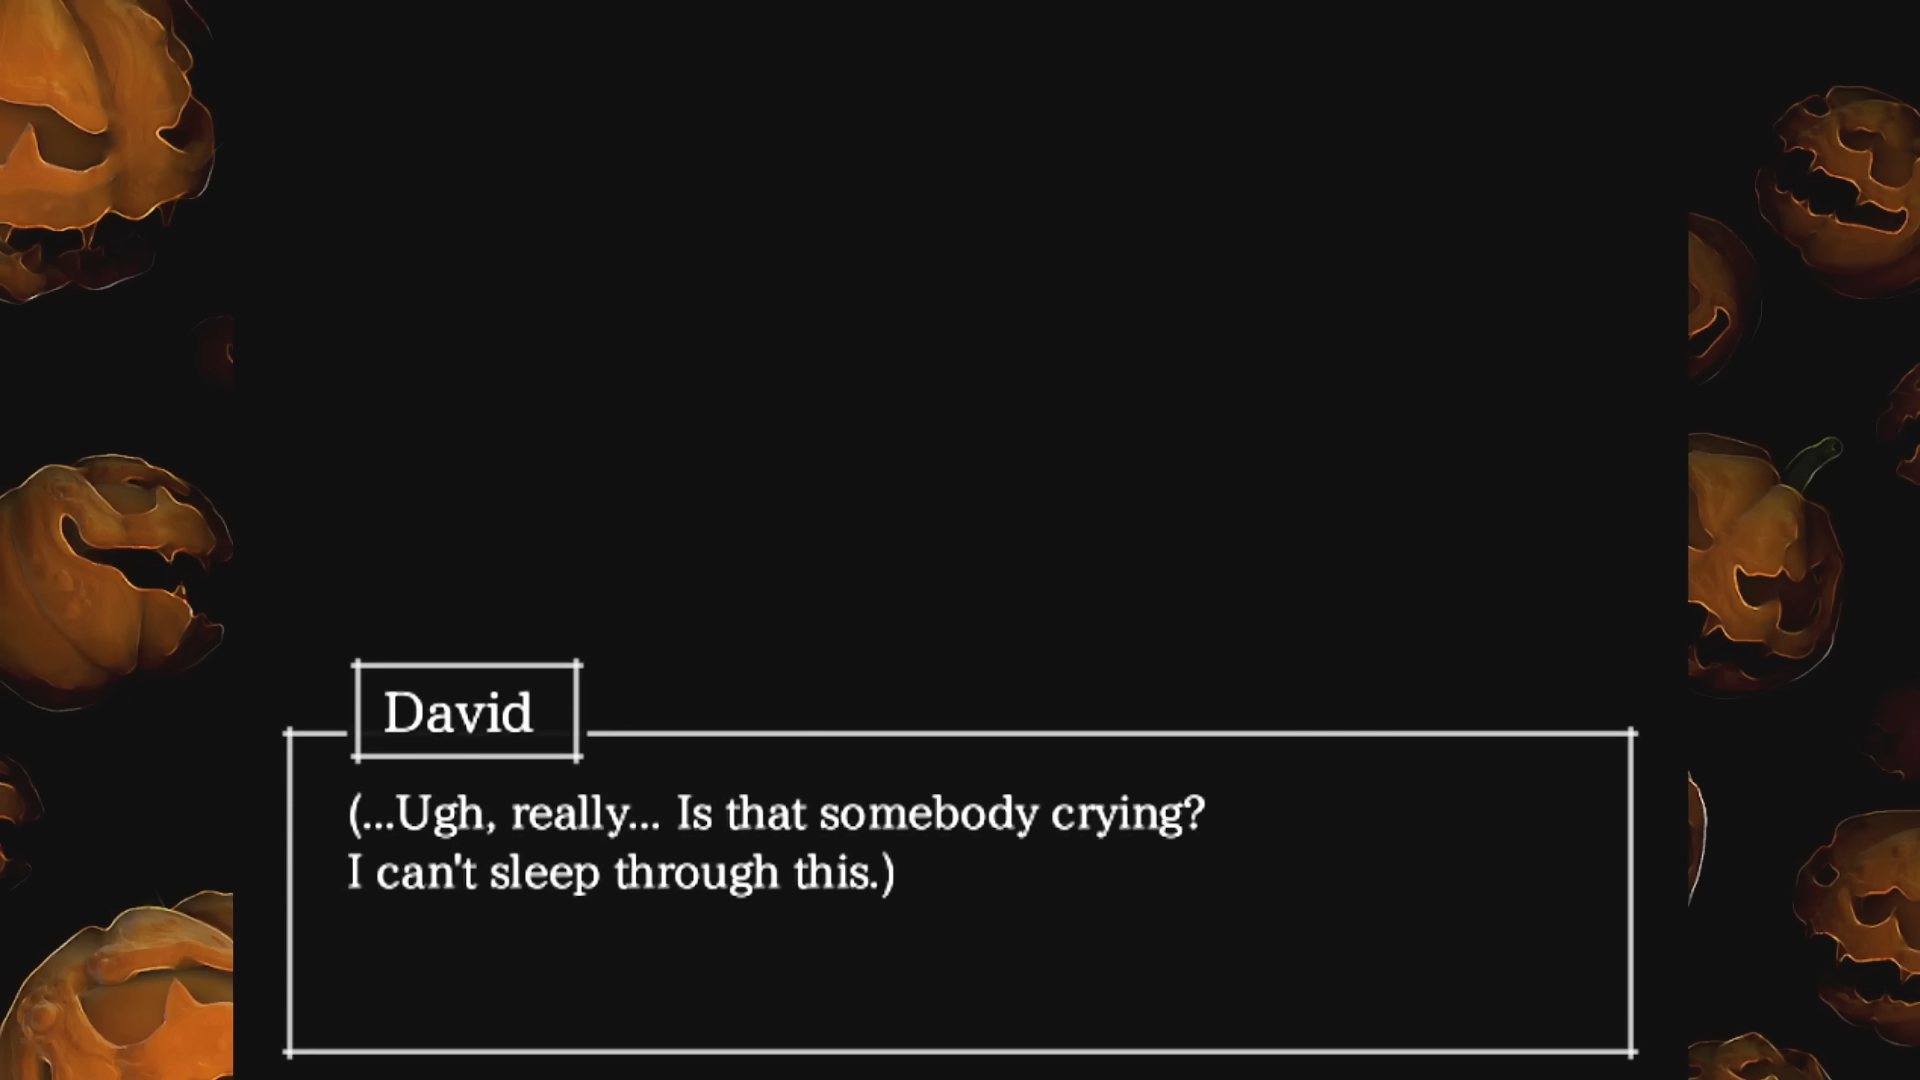 David
(...Ugh, really... Is that somebody crying?
I can't sleep through this.)